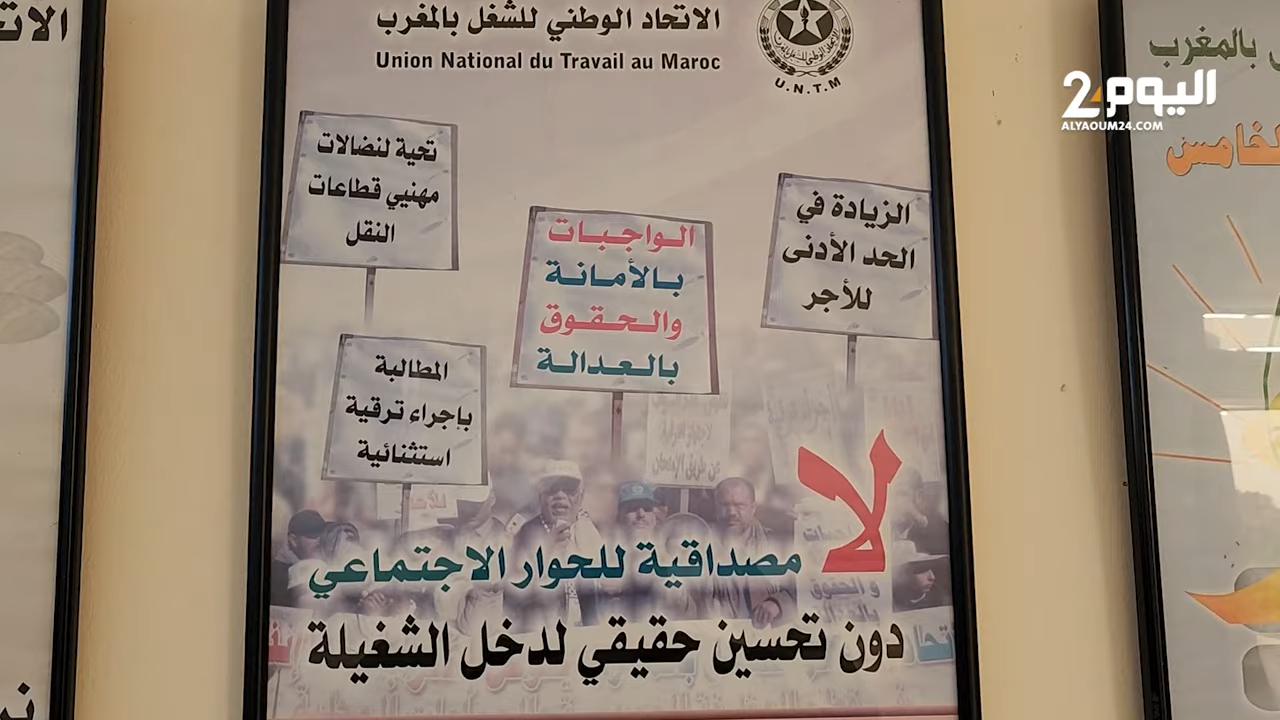 الاتحاد الوطني للشغل بالمغرب
Union National du Travail au Maroc
U.N.T.M
اليوم24
ALYAOUM24.COM
بالمغرب
الخامس
تحية لنضالات
مهنيي قطاعات
النقل
الواجبات
بالأمانة
والحقوق
بالعدالة
الزيادة في
الحد الأدنى
للأجر
المطالبة
بإجراء ترقية
استثنائية
لا مصداقية للحوار الاجتماعي
دون تحسين حقيقي لدخل الشغيلة